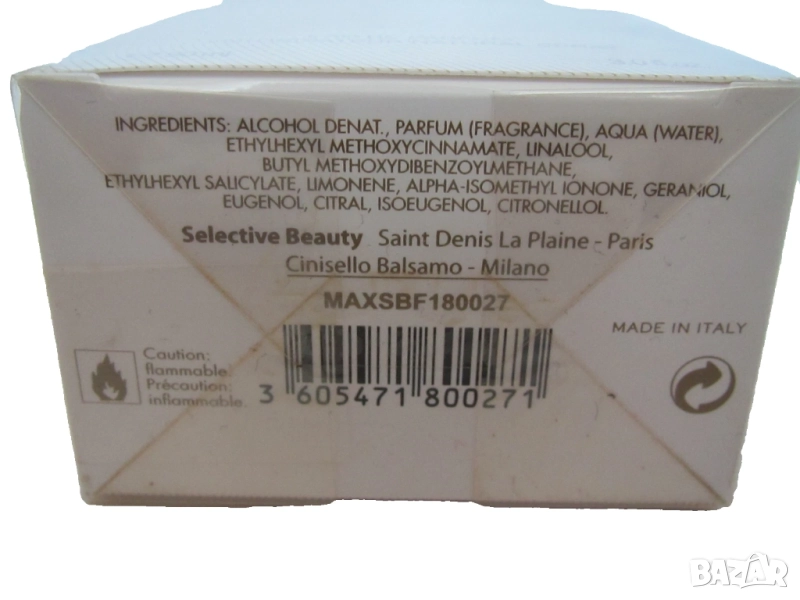 INGREDIENTS: ALCOHOL DENAT., PARFUM (FRAGRANCE), AQUA (WATER),
ETHYLHEXYL METHOXYCINNAMATE, LINALOOL,
BUTYL METHOXYDIBENZOYLMETHANE,
ETHYLHEXYL SALICYLATE, LIMONENE, ALPHA-ISOMETHYL IONONE, GERANIOL,
EUGENOL, CITRAL, ISOEUGENOL, CITRONELLOL.
Selective Beauty Saint Denis La Plaine - Paris
Cinisello Balsamo - Milano
MAXSBF180027
MADE IN ITALY
Caution:
flammable.
Précaution:
inflammable.
3 605471 800271
BAZAR